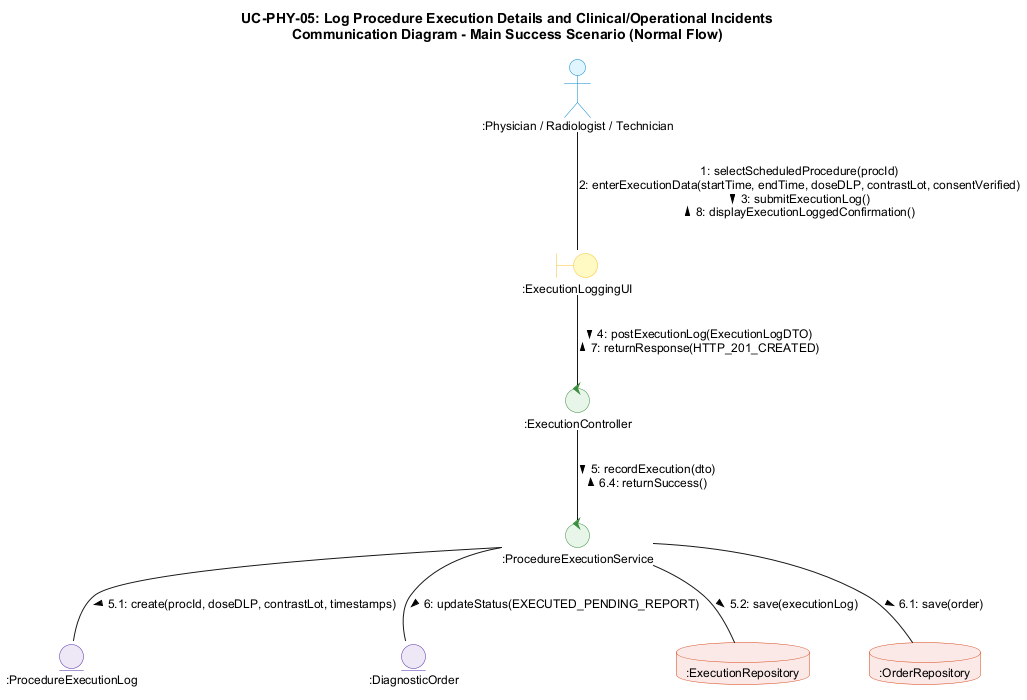 UC-PHY-05: Log Procedure Execution Details and Clinical/Operational Incidents
Communication Diagram - Main Success Scenario (Normal Flow)
:Physician / Radiologist / Technician
1: selectScheduledProcedure(procId)
2: enterExecutionData(startTime, endTime, doseDLP, contrastLot, consentVerified)
3: submitExecutionLog()
8: displayExecutionLoggedConfirmation()
:ExecutionLoggingUI
4: postExecutionLog(ExecutionLogDTO)
7: returnResponse(HTTP_201_CREATED)
:ExecutionController
5: recordExecution(dto)
6.4: returnSuccess()
:ProcedureExecutionService
5.1: create(procId, doseDLP, contrastLot, timestamps)
6: updateStatus(EXECUTED_PENDING_REPORT)
5.2: save(executionLog)
6.1: save(order)
:ProcedureExecutionLog
:DiagnosticOrder
:ExecutionRepository
:OrderRepository